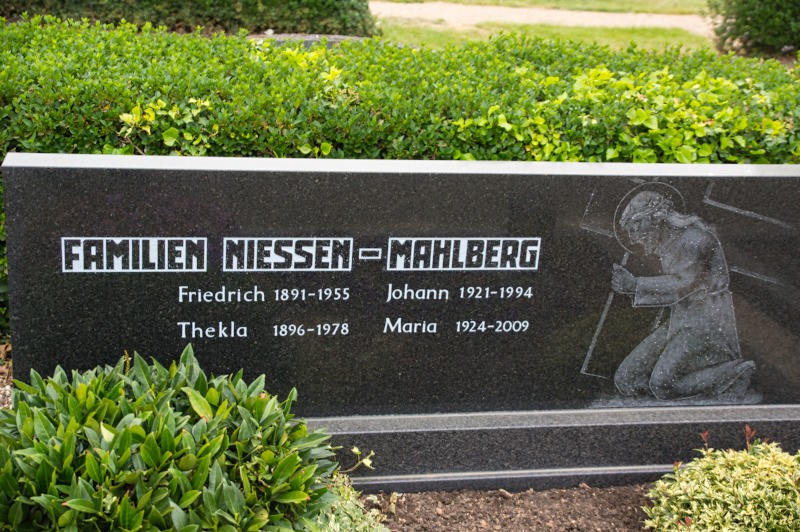 FAMILIEN NIESSEN-MAHLBERG
Friedrich 1891-1955 Johann 1921-1994
Thekla 1896-1978 Maria 1924-2009